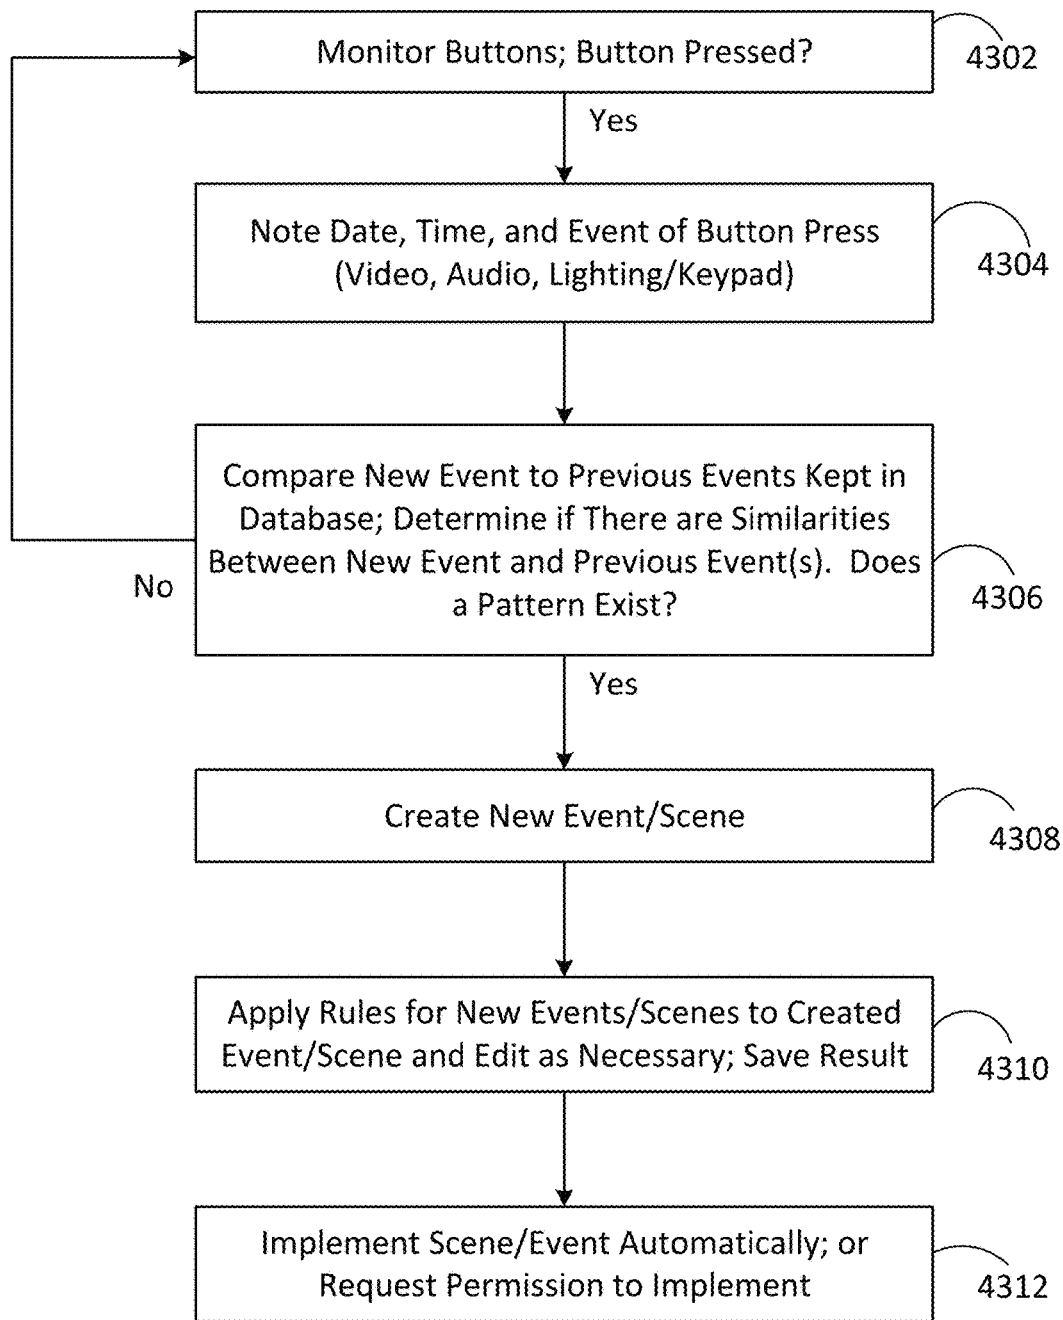 Monitor Buttons; Button Pressed?
4302
Yes
Note Date, Time, and Event of Button Press
(Video, Audio, Lighting/Keypad)
4304
Compare New Event to Previous Events Kept in
Database; Determine if There are Similarities
Between New Event and Previous Event(s).  Does
a Pattern Exist?
4306
No
Yes
Create New Event/Scene
4308
Apply Rules for New Events/Scenes to Created
Event/Scene and Edit as Necessary; Save Result
4310
Implement Scene/Event Automatically; or
Request Permission to Implement
4312